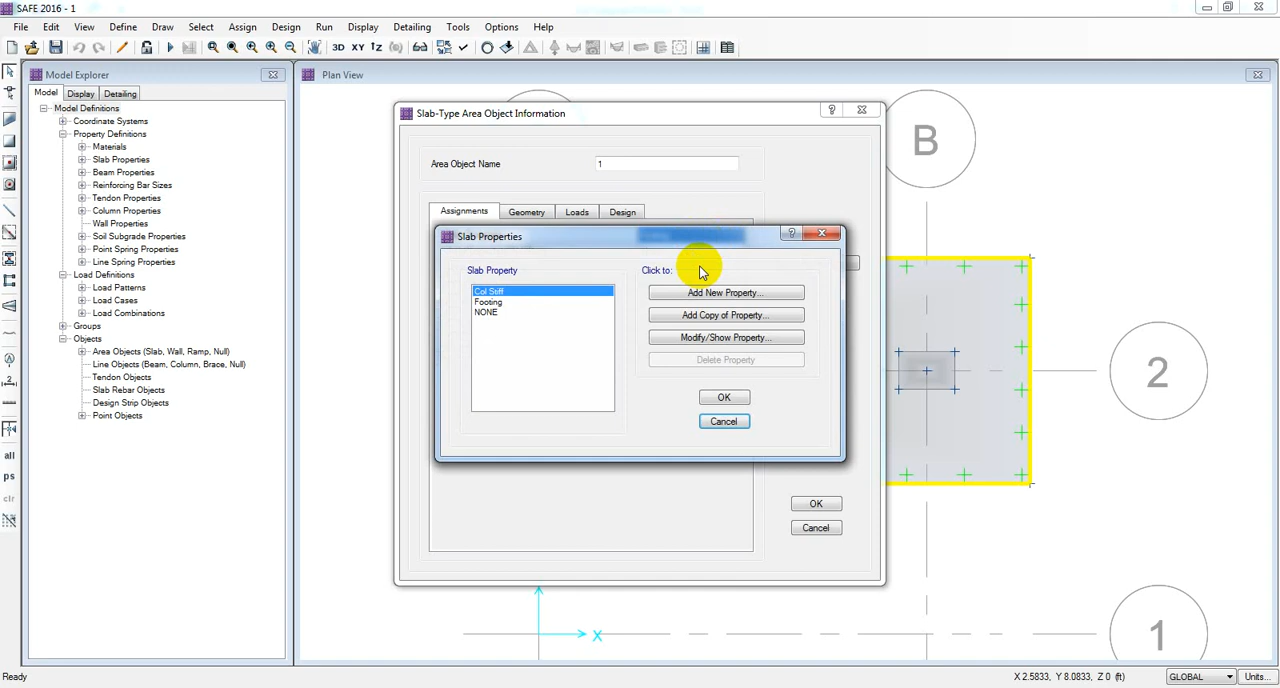 SAFE 2016 - 1
File Edit View Define Draw Select Assign Design Run Display Detailing Tools Options Help
3D XY
Model Explorer
Model Display Detailing
Model Definitions
Coordinate Systems
Property Definitions
Materials
Slab Properties
Beam Properties
Reinforcing Bar Sizes
Tendon Properties
Column Properties
Wall Properties
Soil Subgrade Properties
Point Spring Properties
Line Spring Properties
Load Definitions
Load Patterns
Load Cases
Load Combinations
Groups
Objects
Area Objects (Slab, Wall, Ramp, Null)
Line Objects (Beam, Column, Brace, Null)
Tendon Objects
Slab Rebar Objects
Design Strip Objects
Point Objects
all
ps
clr
Plan View
B
2
1
X
Slab-Type Area Object Information
Area Object Name 1
Assignments Geometry Loads Design
OK
Cancel
Slab Properties
Slab Property
Col Stiff
Footing
NONE
Click to:
Add New Property...
Add Copy of Property...
Modify/Show Property...
Delete Property
OK
Cancel
Ready
X 2.5833, Y 8.0833, Z 0 (ft)
GLOBAL
Units...